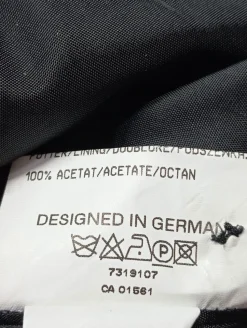 FUTTER/LINING/DOUBLURE/PODSZEWKA
100% ACETAT/ACETATE/OCTAN
DESIGNED IN GERMAN
P
7319107
CA 01561